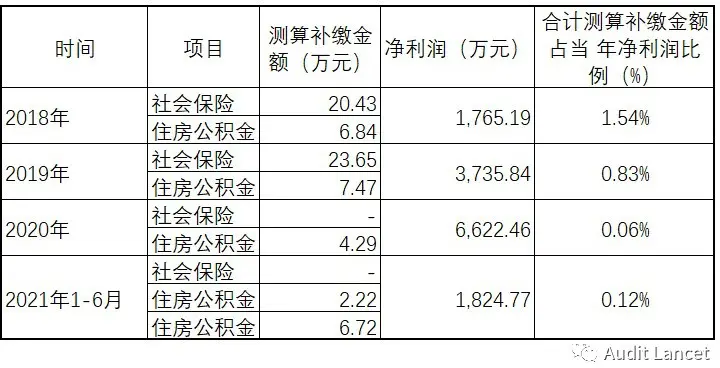 时间 项目 测算补缴金额（万元） 净利润（万元） 合计测算补缴金额占当 年净利润比例（%）
2018年 社会保险 20.43 1,765.19 1.54%
住房公积金 6.84
2019年 社会保险 23.65 3,735.84 0.83%
住房公积金 7.47
2020年 社会保险 - 6,622.46 0.06%
住房公积金 4.29
2021年1-6月 社会保险 - 1,824.77 0.12%
住房公积金 2.22
住房公积金 6.72
Audit Lancet